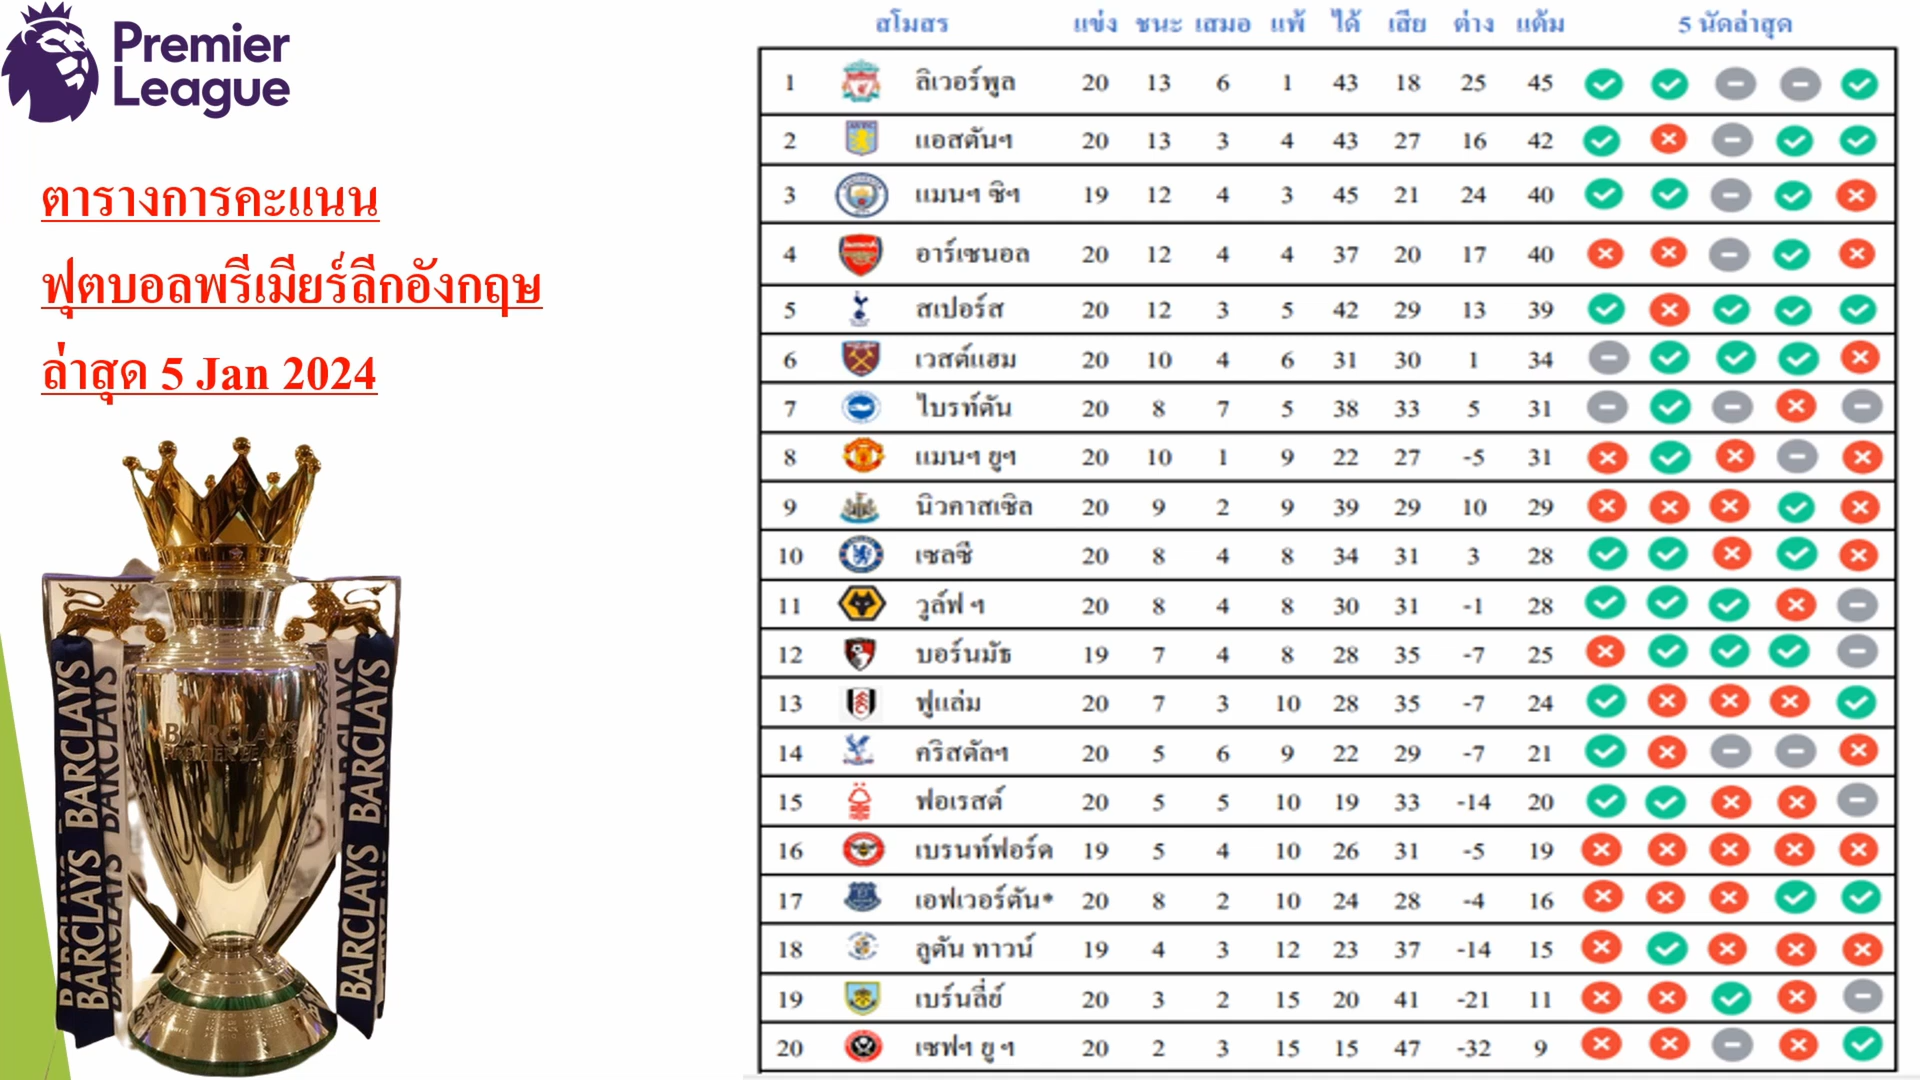 Premier
League
ตารางการคะแนน
ฟุตบอลพรีเมียร์ลีกอังกฤษ
ล่าสุด 5 Jan 2024
สโมสร แข่ง ชนะ เสมอ แพ้ ได้ เสีย ต่าง แต้ม 5 นัดล่าสุด
1 ลิเวอร์พูล 20 13 6 1 43 18 25 45
2 แอสตันฯ 20 13 3 4 43 27 16 42
3 แมนฯ ซิฯ 19 12 4 3 45 21 24 40
4 อาร์เซนอล 20 12 4 4 37 20 17 40
5 สเปอร์ส 20 12 3 5 42 29 13 39
6 เวสต์แฮม 20 10 4 6 31 30 1 34
7 ไบรท์ตัน 20 8 7 5 38 33 5 31
8 แมนฯ ยูฯ 20 10 1 9 22 27 -5 31
9 นิวคาสเซิล 20 9 2 9 39 29 10 29
10 เชลซี 20 8 4 8 34 31 3 28
11 วูล์ฟ ฯ 20 8 4 8 30 31 -1 28
12 บอร์นมัธ 19 7 4 8 28 35 -7 25
13 ฟูแล่ม 20 7 3 10 28 35 -7 24
14 คริสตัลฯ 20 5 6 9 22 29 -7 21
15 ฟอเรสต์ 20 5 5 10 19 33 -14 20
16 เบรนท์ฟอร์ด 19 5 4 10 26 31 -5 19
17 เอฟเวอร์ตัน* 20 8 2 10 24 28 -4 16
18 ลูตัน ทาวน์ 19 4 3 12 23 37 -14 15
19 เบร์นลี่ย์ 20 3 2 15 20 41 -21 11
20 เชฟฯ ยู ฯ 20 2 3 15 15 47 -32 9
BARCLAYS
BARCLAYS
BARCLAYS
BARCLAYS
BARCLAYS
BARCLAYS
BARCLAYS
PREMIER LEAGUE